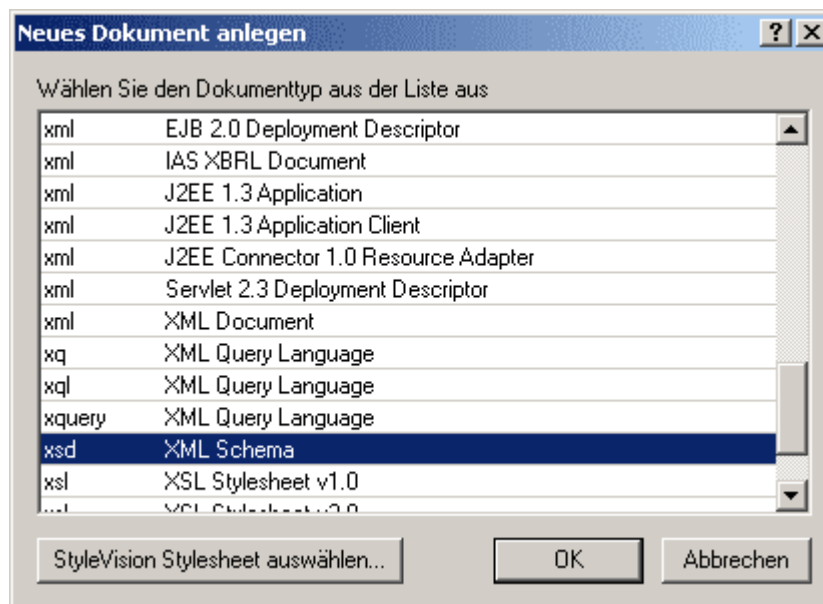 Neues Dokument anlegen
Wählen Sie den Dokumenttyp aus der Liste aus
xml EJB 2.0 Deployment Descriptor
xml IAS XBRL Document
xml J2EE 1.3 Application
xml J2EE 1.3 Application Client
xml J2EE Connector 1.0 Resource Adapter
xml Servlet 2.3 Deployment Descriptor
xml XML Document
xq XML Query Language
xql XML Query Language
xquery XML Query Language
xsd XML Schema
xsl XSL Stylesheet v1.0
StyleVision Stylesheet auswählen... OK Abbrechen